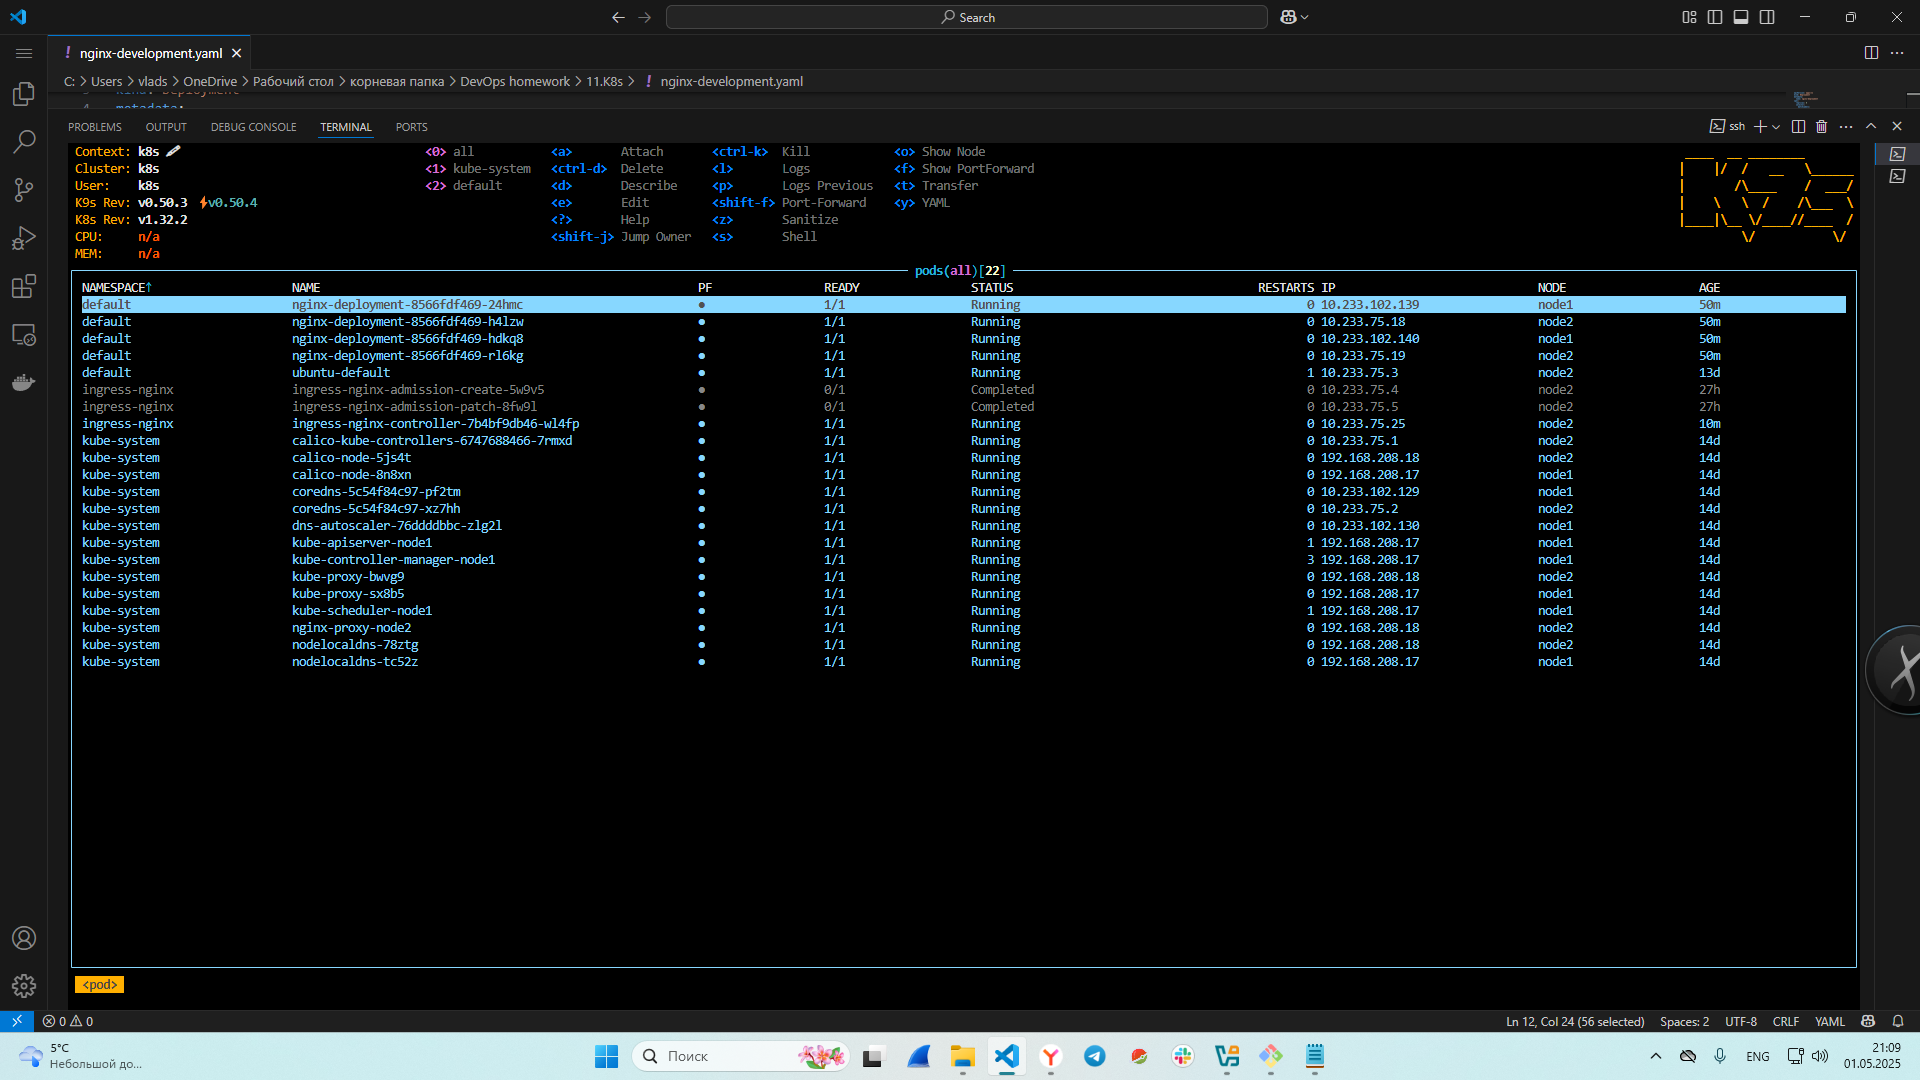 Search
! nginx-development.yaml
C: > Users > vlads > OneDrive > Рабочий стол > корневая папка > DevOps homework > 11.K8s > ! nginx-development.yaml
PROBLEMS OUTPUT DEBUG CONSOLE TERMINAL PORTS
ssh
Context: k8s <0> all <a> Attach <ctrl-k> Kill <o> Show Node
Cluster: k8s <1> kube-system <ctrl-d> Delete <l> Logs <f> Show PortForward
User: k8s <2> default <d> Describe <p> Logs Previous <t> Transfer
K9s Rev: v0.50.3 ⚡v0.50.4 <e> Edit <shift-f> Port-Forward <y> YAML
K8s Rev: v1.32.2 <?> Help <z> Sanitize
CPU: n/a <shift-j> Jump Owner <s> Shell
MEM: n/a
pods(all)[22]
NAMESPACE↑ NAME PF READY STATUS RESTARTS IP NODE AGE
default nginx-deployment-8566fdf469-24hmc ● 1/1 Running 0 10.233.102.139 node1 50m
default nginx-deployment-8566fdf469-h4lzw ● 1/1 Running 0 10.233.75.18 node2 50m
default nginx-deployment-8566fdf469-hdkq8 ● 1/1 Running 0 10.233.102.140 node1 50m
default nginx-deployment-8566fdf469-rl6kg ● 1/1 Running 0 10.233.75.19 node2 50m
default ubuntu-default ● 1/1 Running 1 10.233.75.3 node2 13d
ingress-nginx ingress-nginx-admission-create-5w9v5 ● 0/1 Completed 0 10.233.75.4 node2 27h
ingress-nginx ingress-nginx-admission-patch-8fw9l ● 0/1 Completed 0 10.233.75.5 node2 27h
ingress-nginx ingress-nginx-controller-7b4bf9db46-wl4fp ● 1/1 Running 0 10.233.75.25 node2 10m
kube-system calico-kube-controllers-6747688466-7rmxd ● 1/1 Running 0 10.233.75.1 node2 14d
kube-system calico-node-5js4t ● 1/1 Running 0 192.168.208.18 node2 14d
kube-system calico-node-8n8xn ● 1/1 Running 0 192.168.208.17 node1 14d
kube-system coredns-5c54f84c97-pf2tm ● 1/1 Running 0 10.233.102.129 node1 14d
kube-system coredns-5c54f84c97-xz7hh ● 1/1 Running 0 10.233.75.2 node2 14d
kube-system dns-autoscaler-76ddddbbc-zlg2l ● 1/1 Running 0 10.233.102.130 node1 14d
kube-system kube-apiserver-node1 ● 1/1 Running 1 192.168.208.17 node1 14d
kube-system kube-controller-manager-node1 ● 1/1 Running 3 192.168.208.17 node1 14d
kube-system kube-proxy-bwvg9 ● 1/1 Running 0 192.168.208.18 node2 14d
kube-system kube-proxy-sx8b5 ● 1/1 Running 0 192.168.208.17 node1 14d
kube-system kube-scheduler-node1 ● 1/1 Running 1 192.168.208.17 node1 14d
kube-system nginx-proxy-node2 ● 1/1 Running 0 192.168.208.18 node2 14d
kube-system nodelocaldns-78ztg ● 1/1 Running 0 192.168.208.18 node2 14d
kube-system nodelocaldns-tc52z ● 1/1 Running 0 192.168.208.17 node1 14d
<pod>
0 0 Ln 12, Col 24 (56 selected) Spaces: 2 UTF-8 CRLF YAML
5°C
Небольшой до...
Поиск
ENG
21:09
01.05.2025